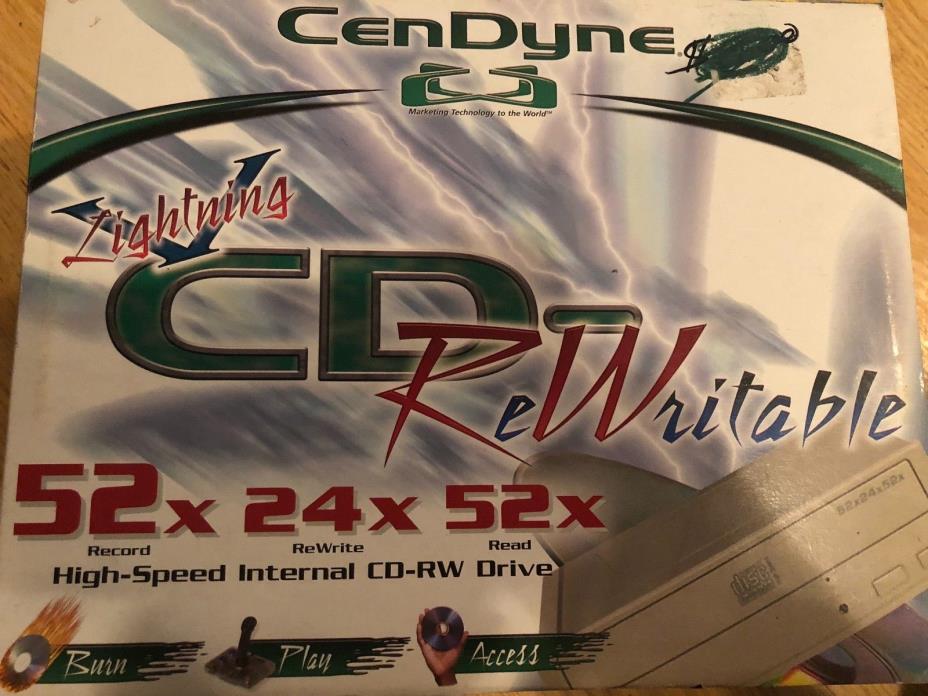 CenDyne®
$
Marketing Technology to the World™
Lightning
CD-
ReWritable
52x 24x 52x
Record ReWrite Read
High-Speed Internal CD-RW Drive
52x24x52x
disc
Burn Play Access